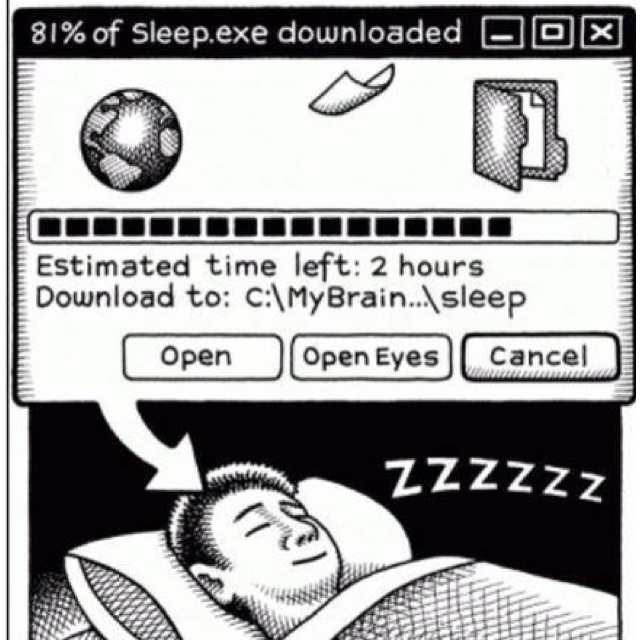 81% of Sleep.exe downloaded
Estimated time left: 2 hours
Download to: C:\MyBrain..\sleep
Open
Open Eyes
Cancel
ZZZZZZ